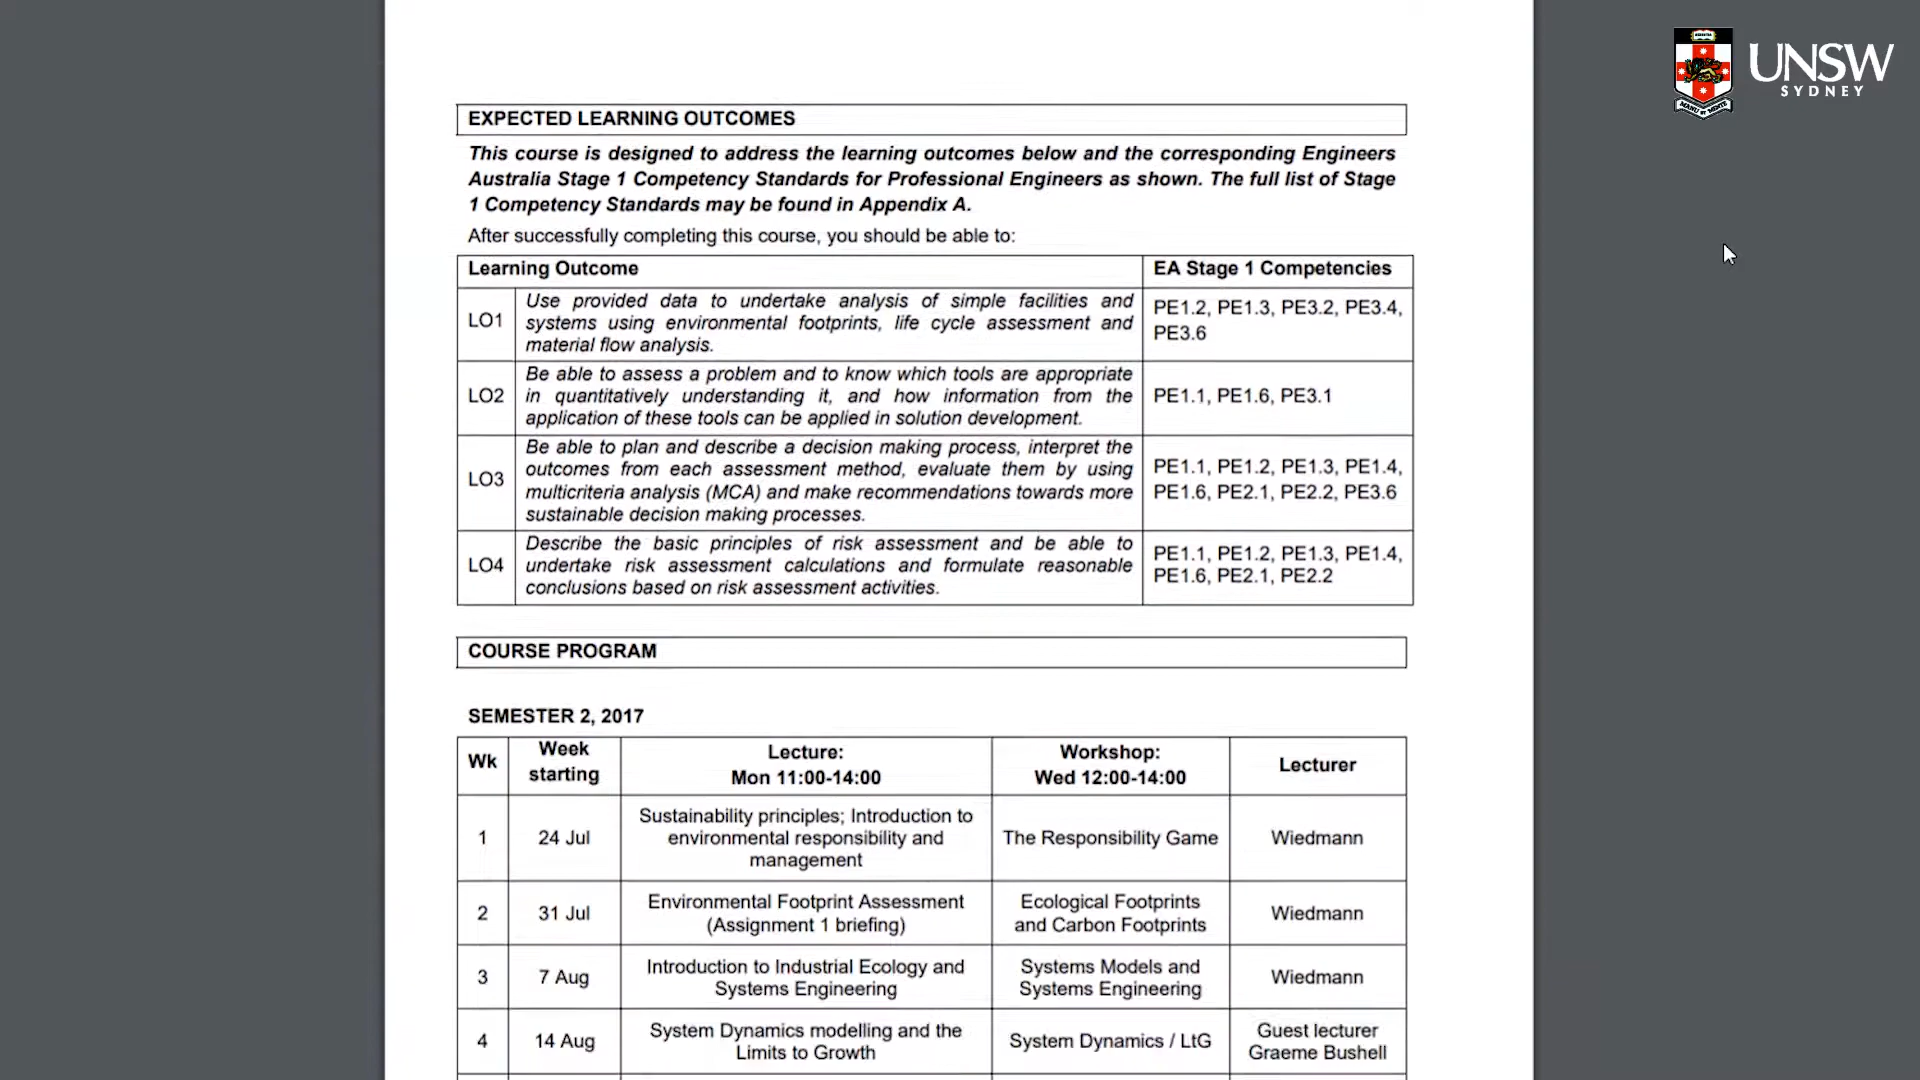 UNSW
SYDNEY
EXPECTED LEARNING OUTCOMES
This course is designed to address the learning outcomes below and the corresponding Engineers
Australia Stage 1 Competency Standards for Professional Engineers as shown. The full list of Stage
1 Competency Standards may be found in Appendix A.
After successfully completing this course, you should be able to:
Learning Outcome
EA Stage 1 Competencies
LO1
Use provided data to undertake analysis of simple facilities and
systems using environmental footprints, life cycle assessment and
material flow analysis.
PE1.2, PE1.3, PE3.2, PE3.4,
PE3.6
LO2
Be able to assess a problem and to know which tools are appropriate
in quantitatively understanding it, and how information from the
application of these tools can be applied in solution development.
PE1.1, PE1.6, PE3.1
LO3
Be able to plan and describe a decision making process, interpret the
outcomes from each assessment method, evaluate them by using
multicriteria analysis (MCA) and make recommendations towards more
sustainable decision making processes.
PE1.1, PE1.2, PE1.3, PE1.4,
PE1.6, PE2.1, PE2.2, PE3.6
LO4
Describe the basic principles of risk assessment and be able to
undertake risk assessment calculations and formulate reasonable
conclusions based on risk assessment activities.
PE1.1, PE1.2, PE1.3, PE1.4,
PE1.6, PE2.1, PE2.2
COURSE PROGRAM
SEMESTER 2, 2017
Wk
Week
starting
Lecture:
Mon 11:00-14:00
Workshop:
Wed 12:00-14:00
Lecturer
1
24 Jul
Sustainability principles; Introduction to
environmental responsibility and
management
The Responsibility Game
Wiedmann
2
31 Jul
Environmental Footprint Assessment
(Assignment 1 briefing)
Ecological Footprints
and Carbon Footprints
Wiedmann
3
7 Aug
Introduction to Industrial Ecology and
Systems Engineering
Systems Models and
Systems Engineering
Wiedmann
4
14 Aug
System Dynamics modelling and the
Limits to Growth
System Dynamics / LtG
Guest lecturer
Graeme Bushell